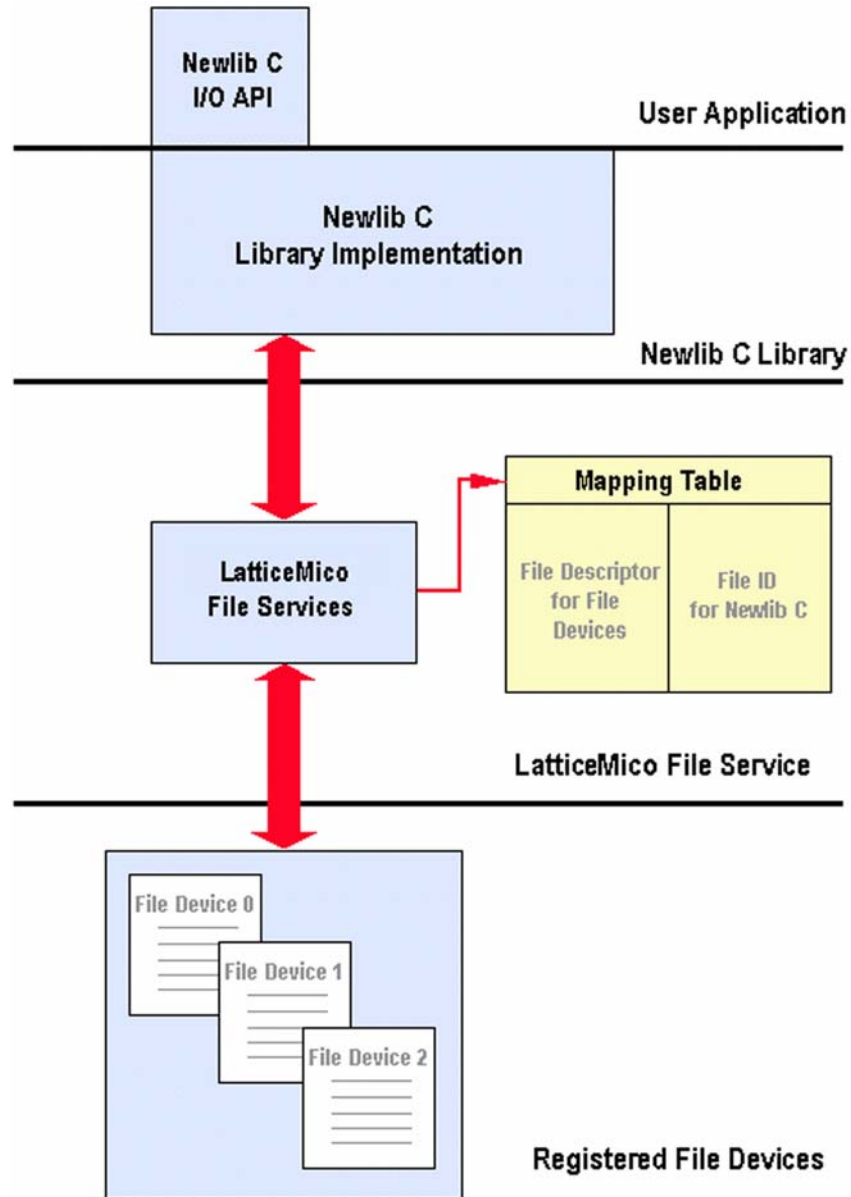 Newlib C
I/O API
User Application
Newlib C
Library Implementation
Newlib C Library
LatticeMico
File Services
Mapping Table
File Descriptor
for File
Devices
File ID
for Newlib C
LatticeMico File Service
File Device 0
File Device 1
File Device 2
Registered File Devices